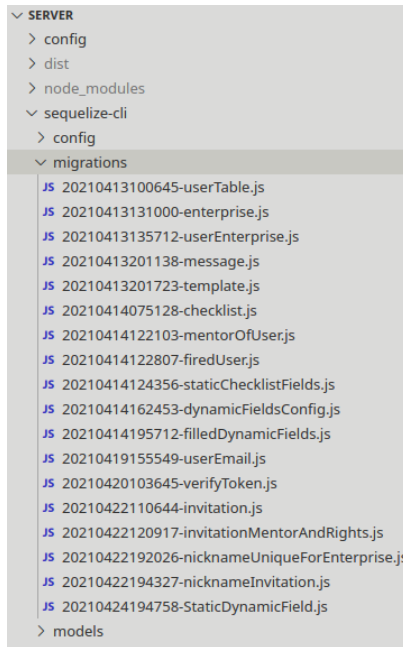 SERVER
config
dist
node_modules
sequelize-cli
config
migrations
JS 20210413100645-userTable.js
JS 20210413131000-enterprise.js
JS 20210413135712-userEnterprise.js
JS 20210413201138-message.js
JS 20210413201723-template.js
JS 20210414075128-checklist.js
JS 20210414122103-mentorOfUser.js
JS 20210414122807-firedUser.js
JS 20210414124356-staticChecklistFields.js
JS 20210414162453-dynamicFieldsConfig.js
JS 20210414195712-filledDynamicFields.js
JS 20210419155549-userEmail.js
JS 20210420103645-verifyToken.js
JS 20210422110644-invitation.js
JS 20210422120917-invitationMentorAndRights.js
JS 20210422192026-nicknameUniqueForEnterprise.js
JS 20210422194327-nicknameInvitation.js
JS 20210424194758-StaticDynamicField.js
models